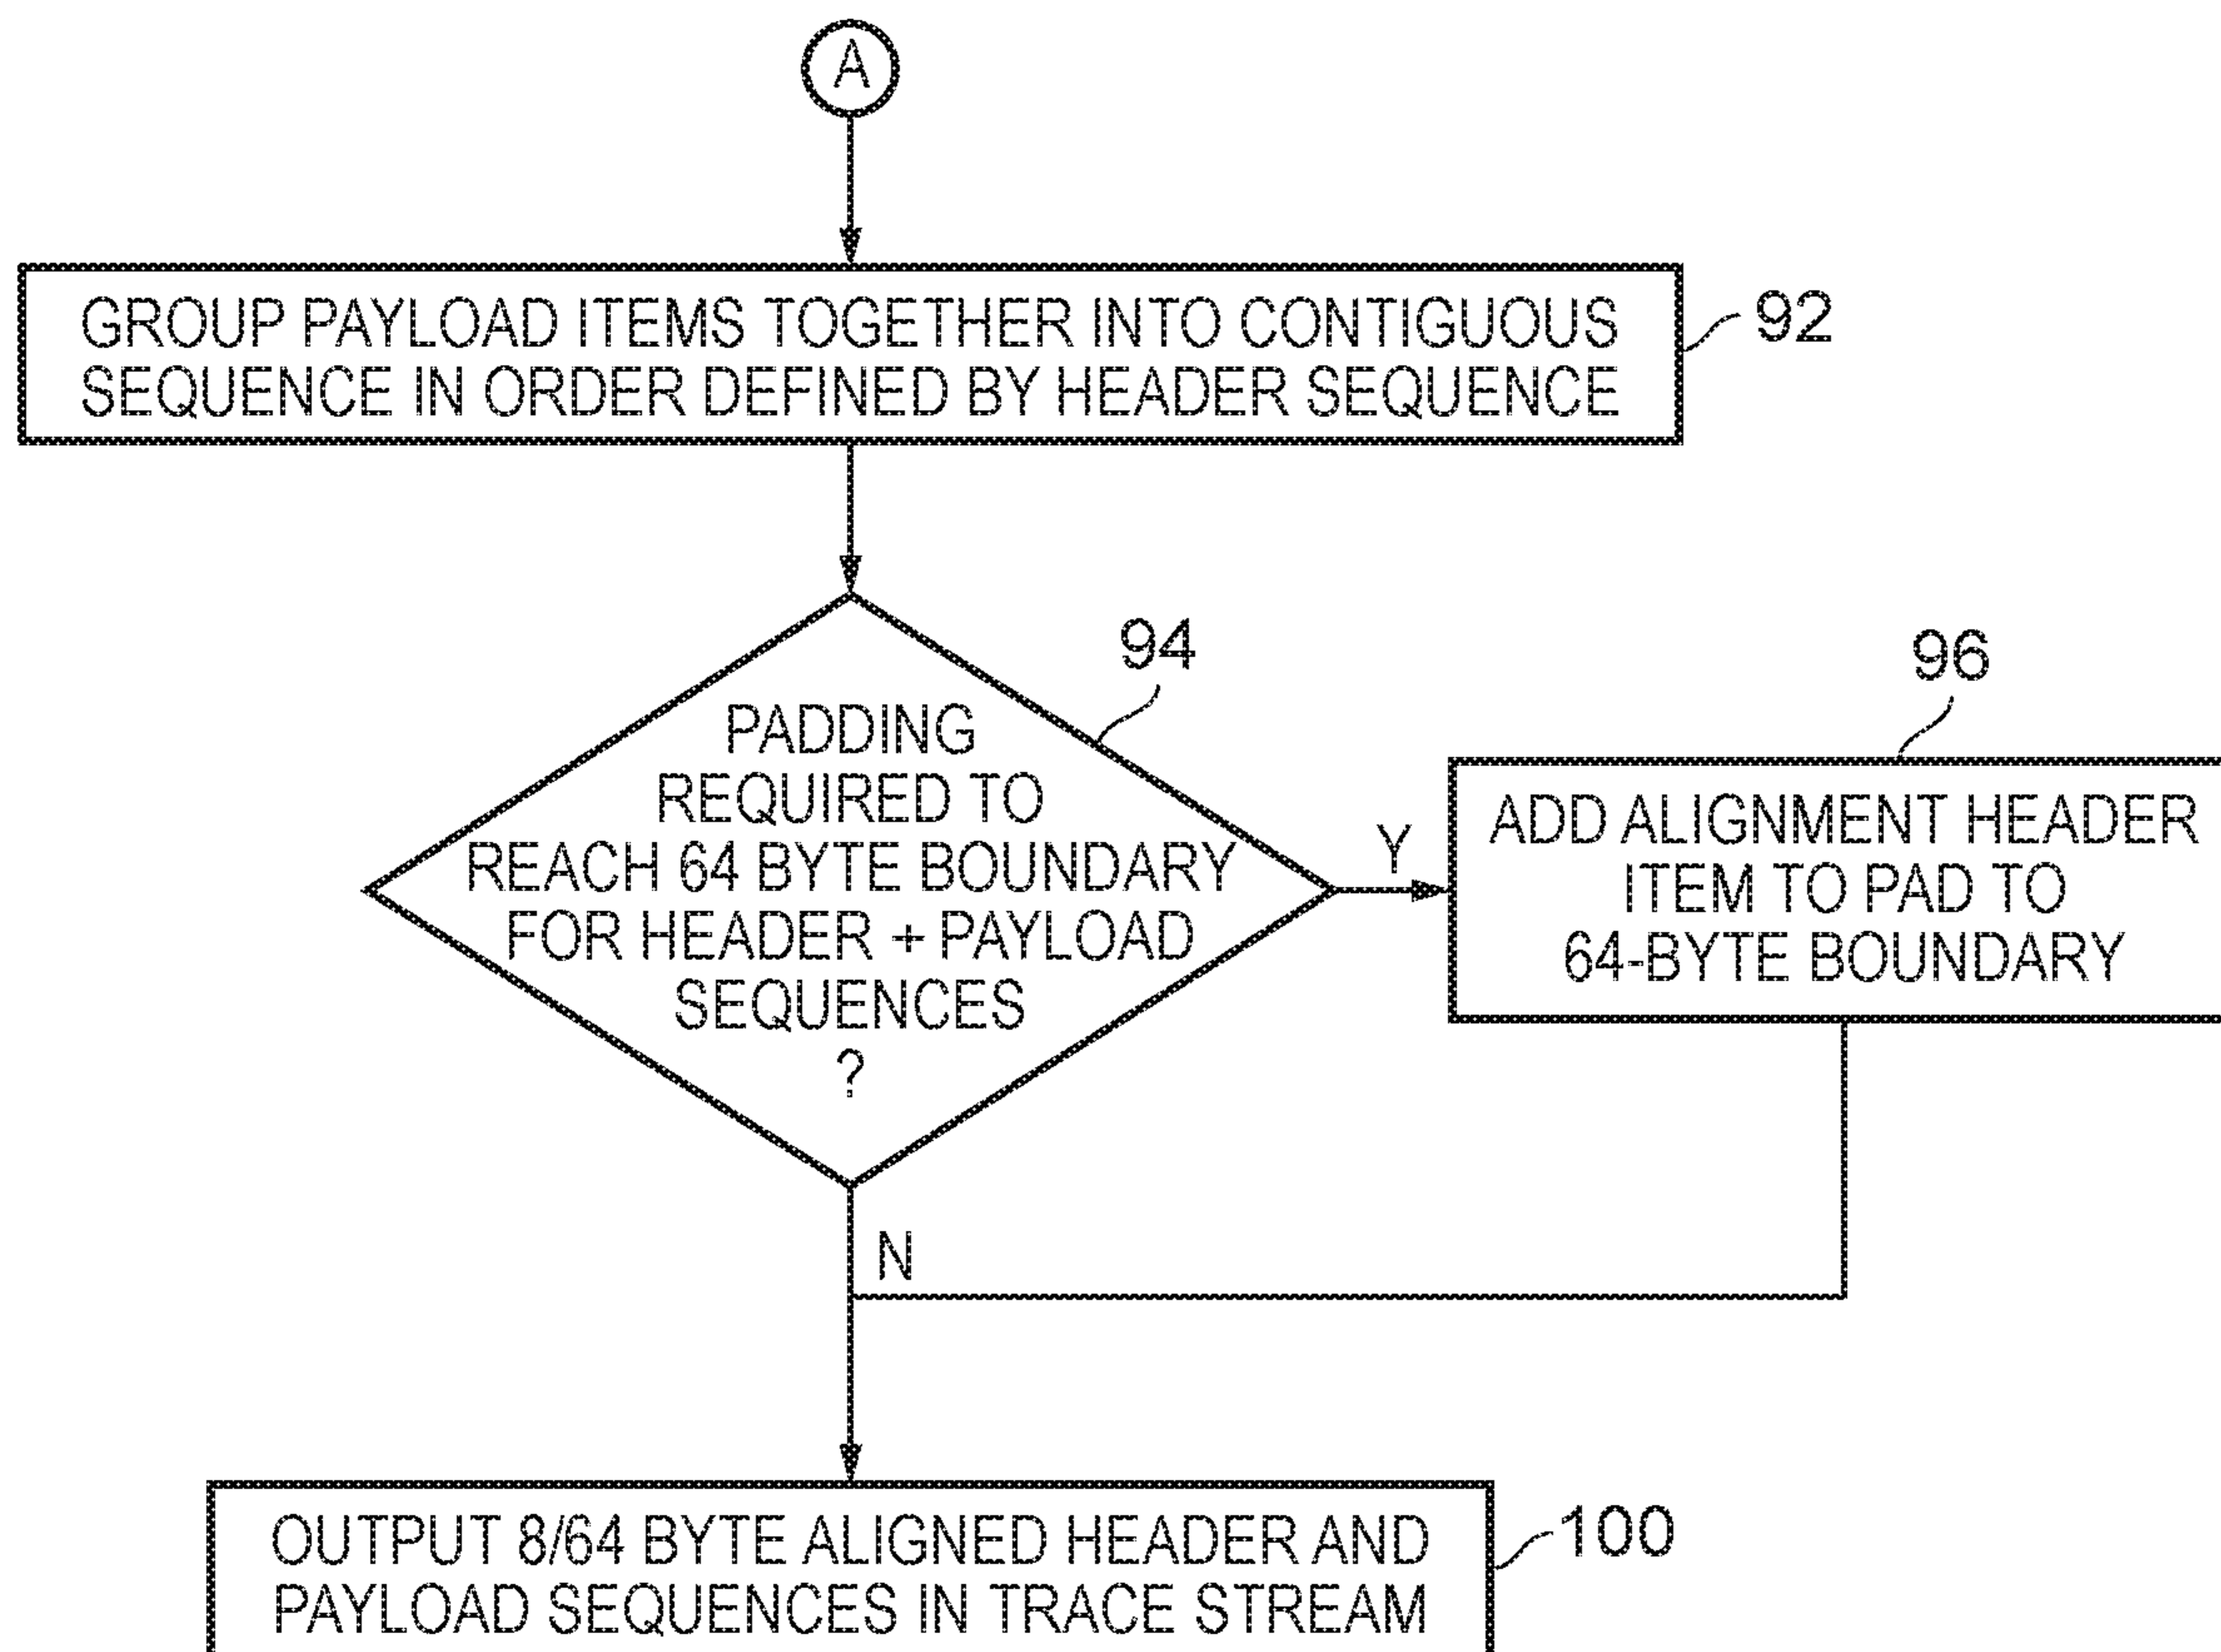 A
GROUP PAYLOAD ITEMS TOGETHER INTO CONTIGUOUS
SEQUENCE IN ORDER DEFINED BY HEADER SEQUENCE
92
94
PADDING
REQUIRED TO
REACH 64 BYTE BOUNDARY
FOR HEADER + PAYLOAD
SEQUENCES
?
Y
96
ADD ALIGNMENT HEADER
ITEM TO PAD TO
64-BYTE BOUNDARY
N
OUTPUT 8/64 BYTE ALIGNED HEADER AND
PAYLOAD SEQUENCES IN TRACE STREAM
100